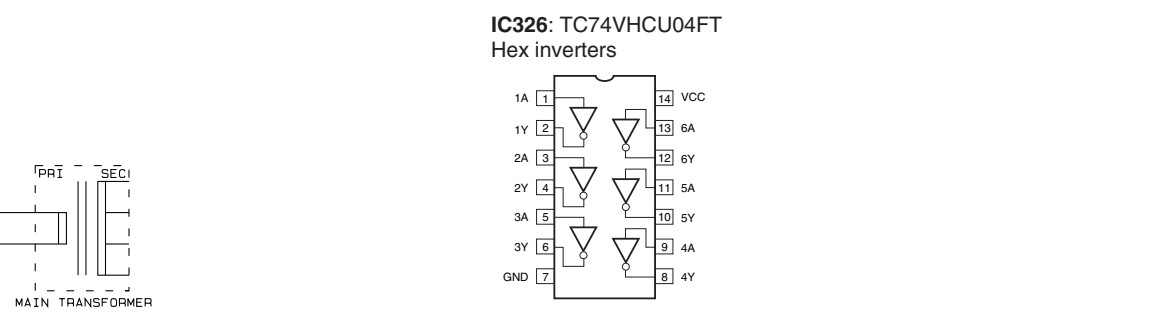 IC326: TC74VHCU04FT
Hex inverters
1A 1 14 VCC
1Y 2 13 6A
2A 3 12 6Y
2Y 4 11 5A
3A 5 10 5Y
3Y 6 9 4A
GND 7 8 4Y
PRI SEC
MAIN TRANSFORMER